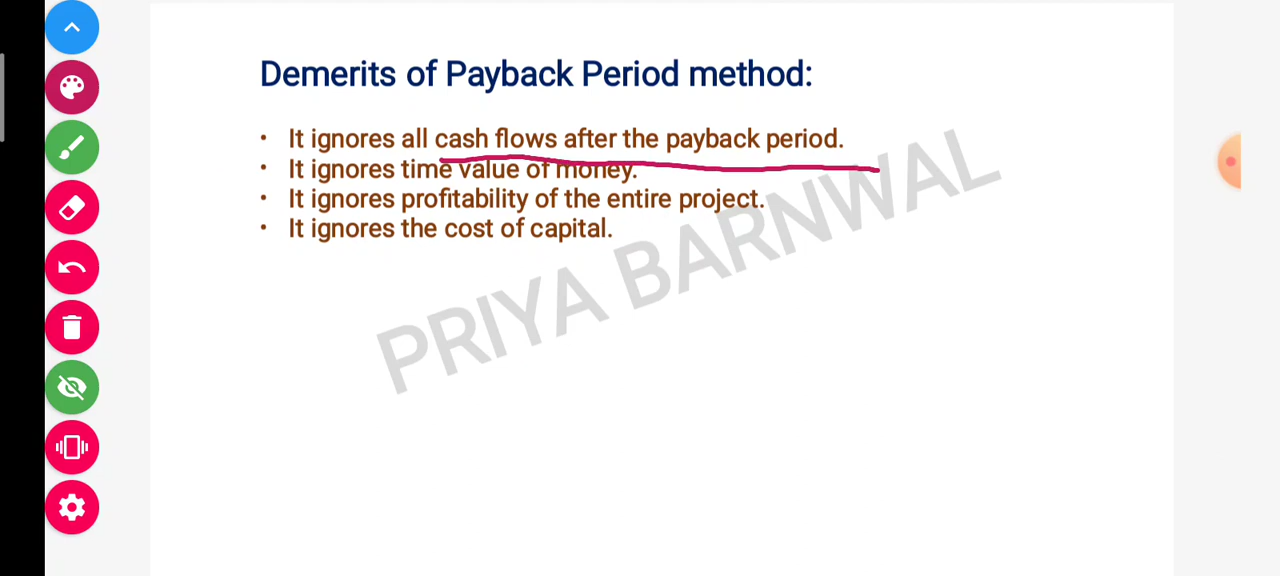 Demerits of Payback Period method:
• It ignores all cash flows after the payback period.
• It ignores time value of money.
• It ignores profitability of the entire project.
• It ignores the cost of capital.
PRIYA BARNWAL